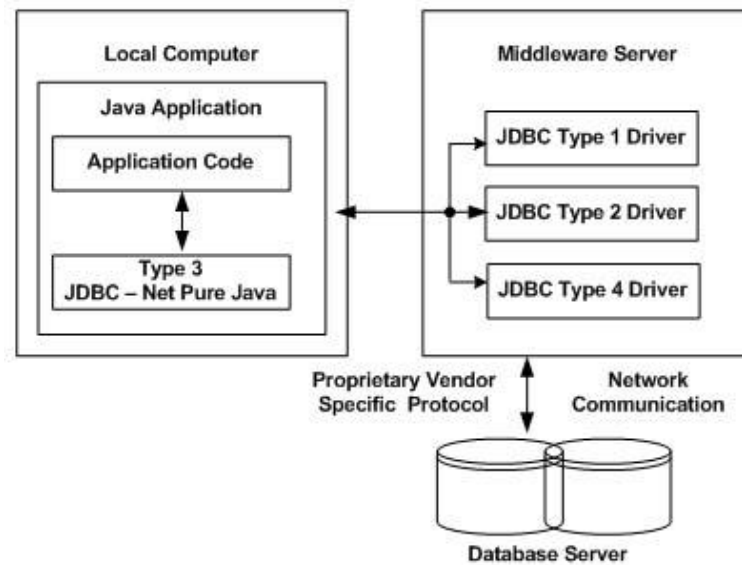 Local Computer
Java Application
Application Code
Type 3
JDBC – Net Pure Java
Middleware Server
JDBC Type 1 Driver
JDBC Type 2 Driver
JDBC Type 4 Driver
Proprietary Vendor
Specific Protocol
Network
Communication
Database Server